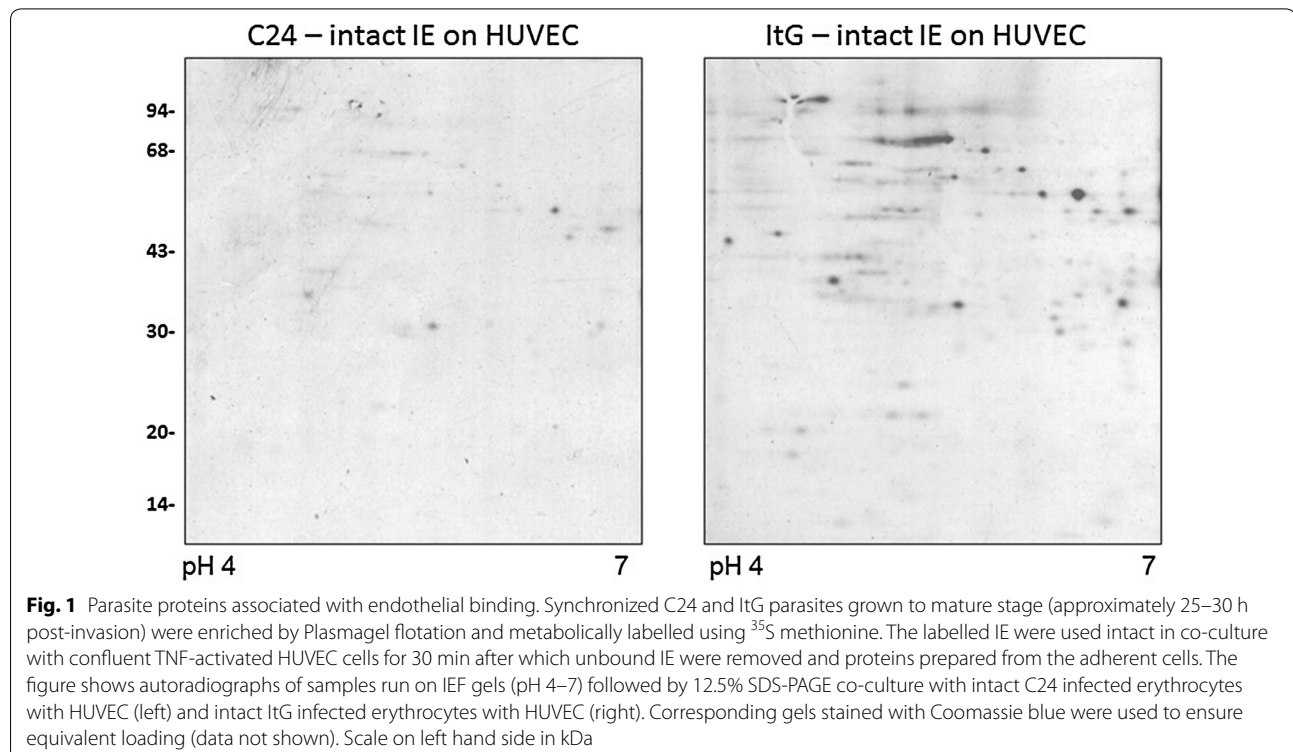 C24 – intact IE on HUVEC
ItG – intact IE on HUVEC
94-
68-
43-
30-
20-
14-
pH 4
7
pH 4
7
Fig. 1 Parasite proteins associated with endothelial binding. Synchronized C24 and ItG parasites grown to mature stage (approximately 25–30 h
post-invasion) were enriched by Plasmagel flotation and metabolically labelled using ³⁵S methionine. The labelled IE were used intact in co-culture
with confluent TNF-activated HUVEC cells for 30 min after which unbound IE were removed and proteins prepared from the adherent cells. The
figure shows autoradiographs of samples run on IEF gels (pH 4–7) followed by 12.5% SDS-PAGE co-culture with intact C24 infected erythrocytes
with HUVEC (left) and intact ItG infected erythrocytes with HUVEC (right). Corresponding gels stained with Coomassie blue were used to ensure
equivalent loading (data not shown). Scale on left hand side in kDa